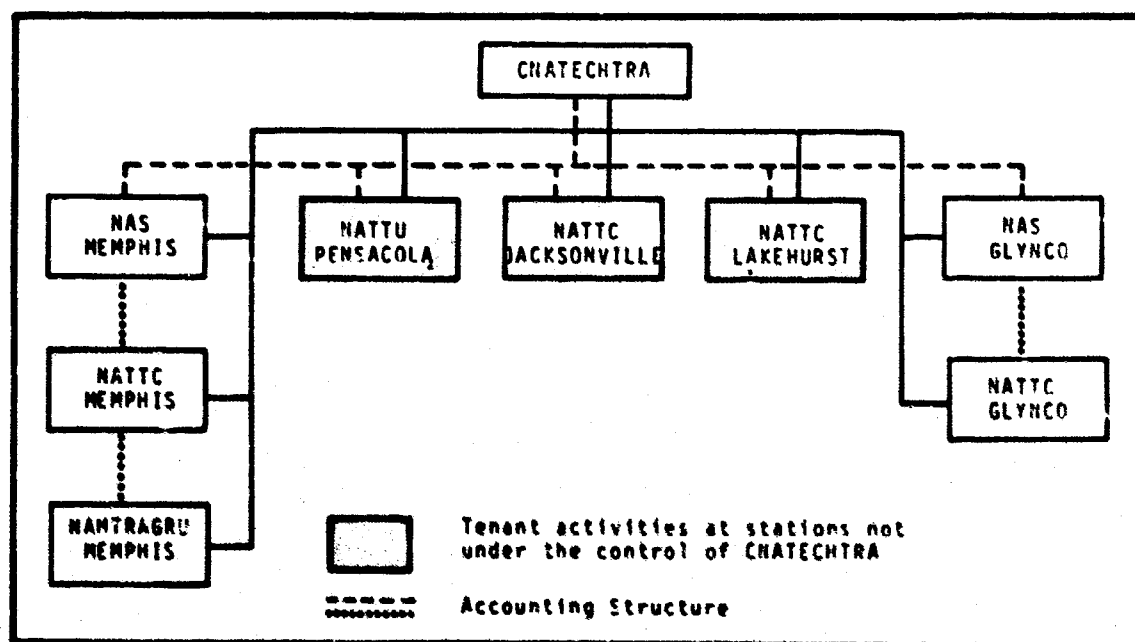 CNATECHTRA
NAS
MEMPHIS
NATTU
PENSACOLA
NATTC
JACKSONVILLE
NATTC
LAKEHURST
NAS
GLYNCO
NATTC
MEMPHIS
NATTC
GLYNCO
NAMTRAGRU
MEMPHIS
Tenant activities at stations not
under the control of CNATECHTRA
Accounting Structure